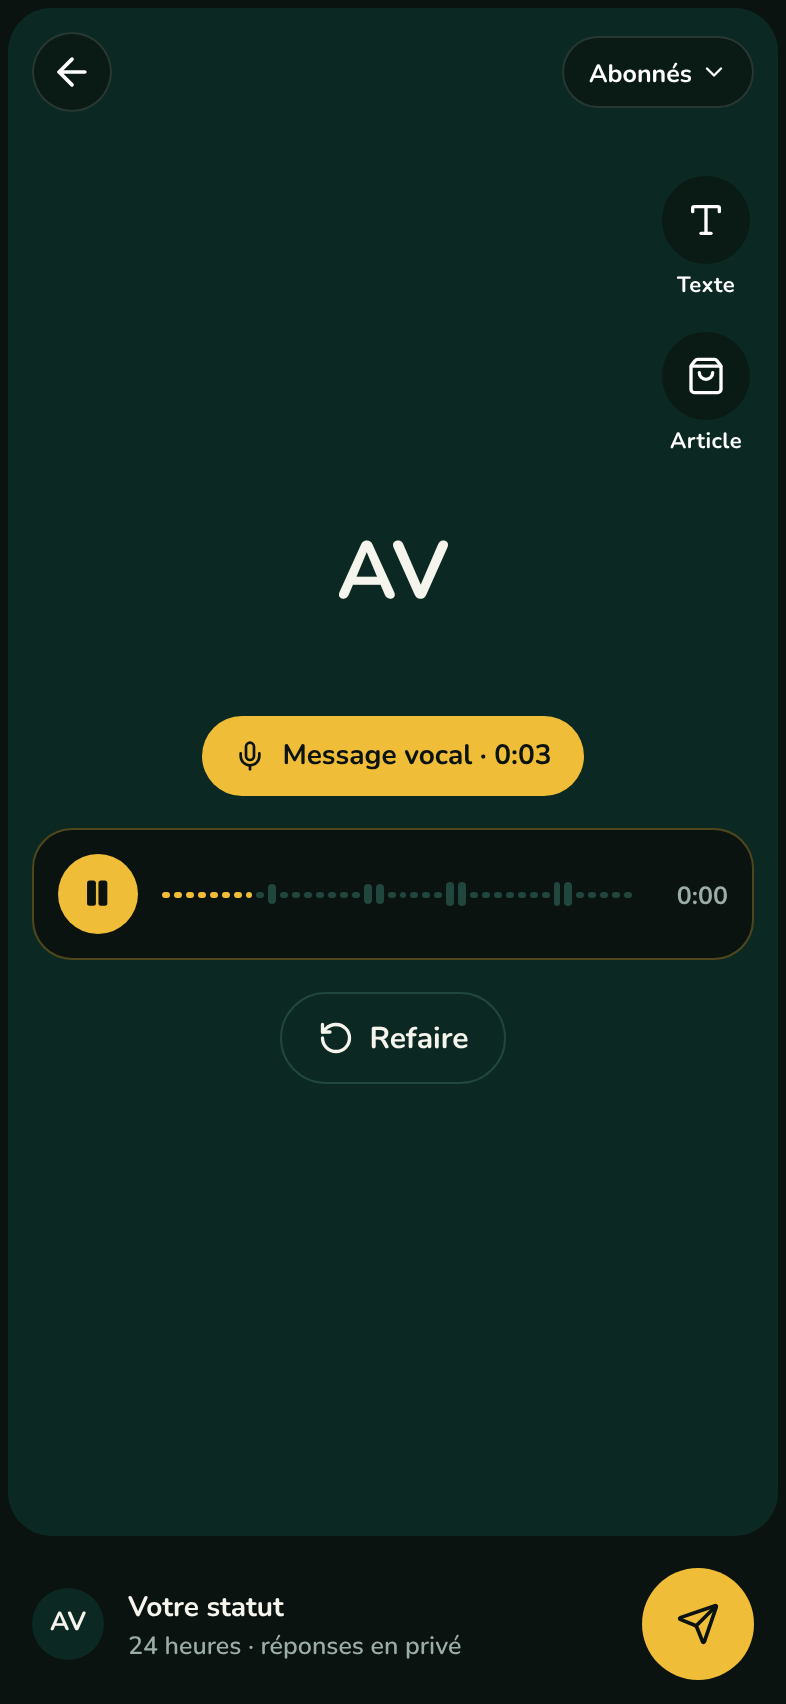 Abonnés
Texte
Article
AV
Message vocal · 0:03
0:00
Refaire
AV
Votre statut
24 heures · réponses en privé